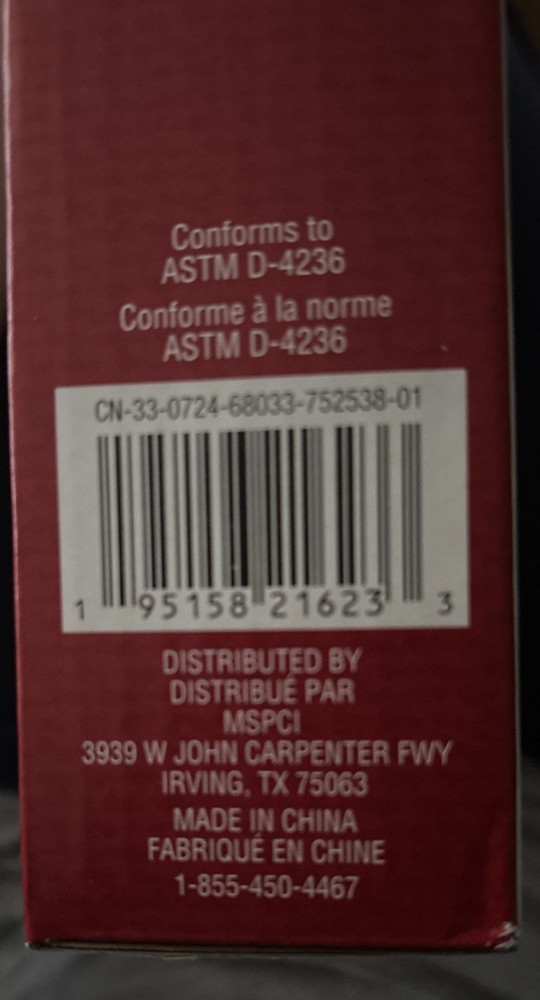 Conforms to
ASTM D-4236
Conforme à la norme
ASTM D-4236
CN-33-0724-68033-752538-01
1 95158 21623 3
DISTRIBUTED BY
DISTRIBUÉ PAR
MSPCI
3939 W JOHN CARPENTER FWY
IRVING, TX 75063
MADE IN CHINA
FABRIQUÉ EN CHINE
1-855-450-4467